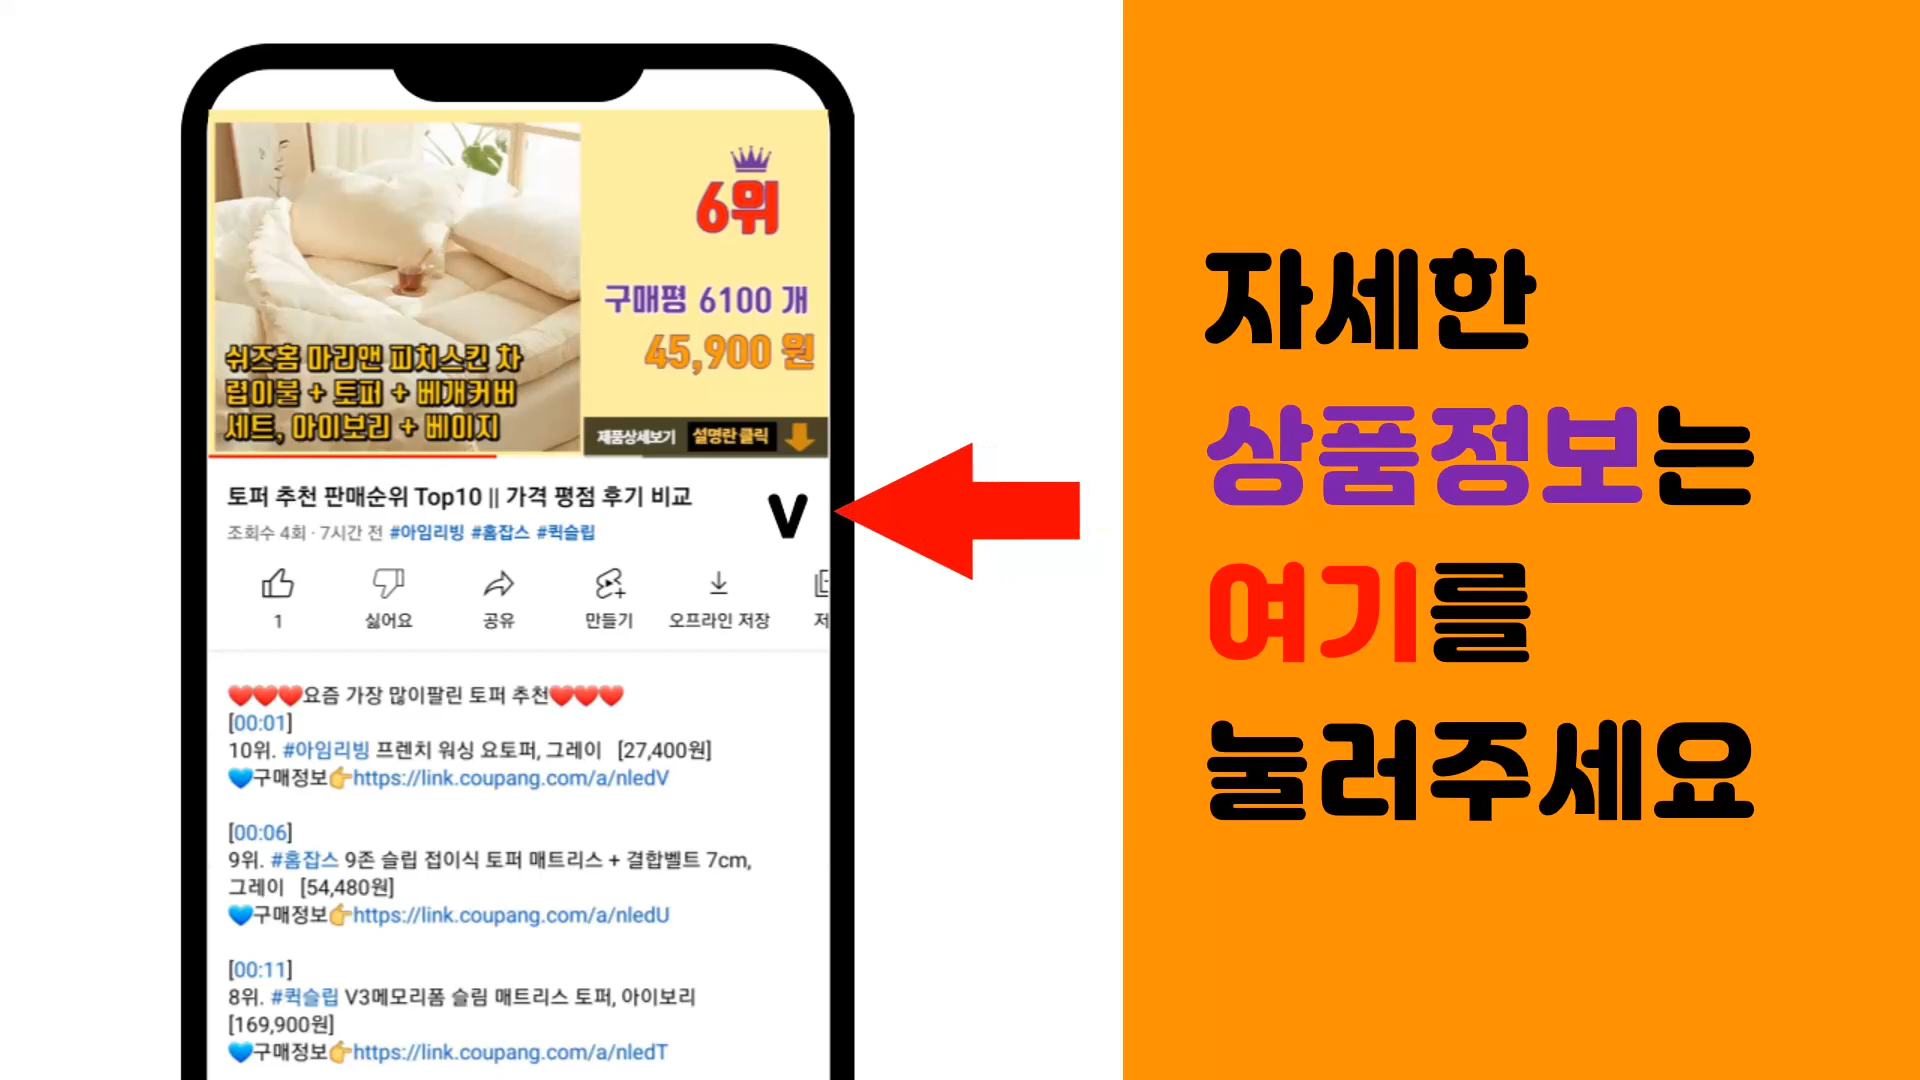 6위
구매평 6100 개
45,900 원
쉬즈홈 마리앤 피치스킨 차
렵이불 + 토퍼 + 베개커버
세트, 아이보리 + 베이지
제품상세보기 설명란 클릭
토퍼 추천 판매순위 Top10 || 가격 평점 후기 비교
V
조회수 4회 · 7시간 전 #아임리빙 #홈잡스 #퀵슬립
1 싫어요 공유 만들기 오프라인 저장 저
❤❤❤요즘 가장 많이팔린 토퍼 추천❤❤❤
[00:01]
10위. #아임리빙 프렌치 워싱 요토퍼, 그레이 [27,400원]
💙구매정보👉https://link.coupang.com/a/nledV
[00:06]
9위. #홈잡스 9존 슬립 접이식 토퍼 매트리스 + 결합벨트 7cm,
그레이 [54,480원]
💙구매정보👉https://link.coupang.com/a/nledU
[00:11]
8위. #퀵슬립 V3메모리폼 슬림 매트리스 토퍼, 아이보리
[169,900원]
💙구매정보👉https://link.coupang.com/a/nledT
자세한
상품정보는
여기를
눌러주세요